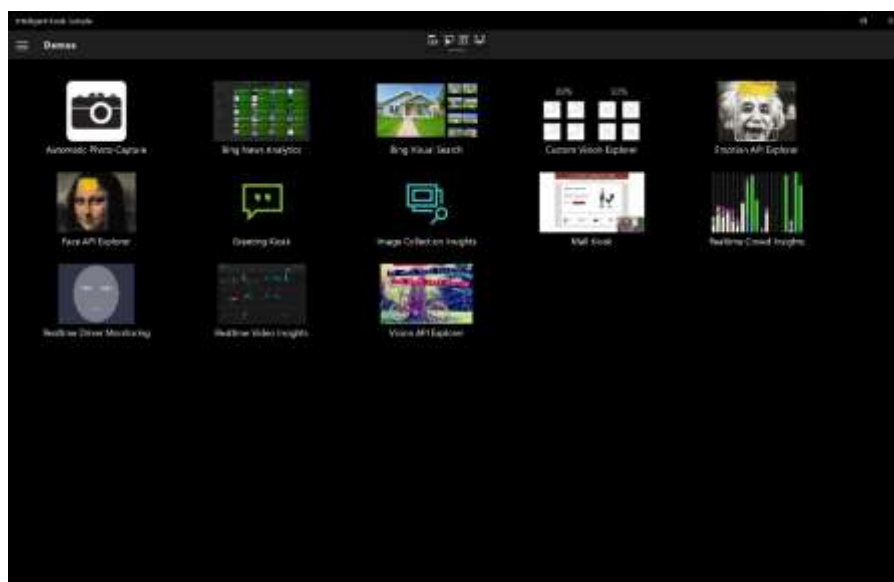 Intelligent Kiosk Sample
Demos
Automatic Photo Capture
Bing News Analytics
Bing Visual Search
Custom Vision Explorer
Emotion API Explorer
Face API Explorer
Greeting Kiosk
Image Collection Insights
Mall Kiosk
Realtime Crowd Insights
Realtime Driver Monitoring
Realtime Video Insights
Vision API Explorer